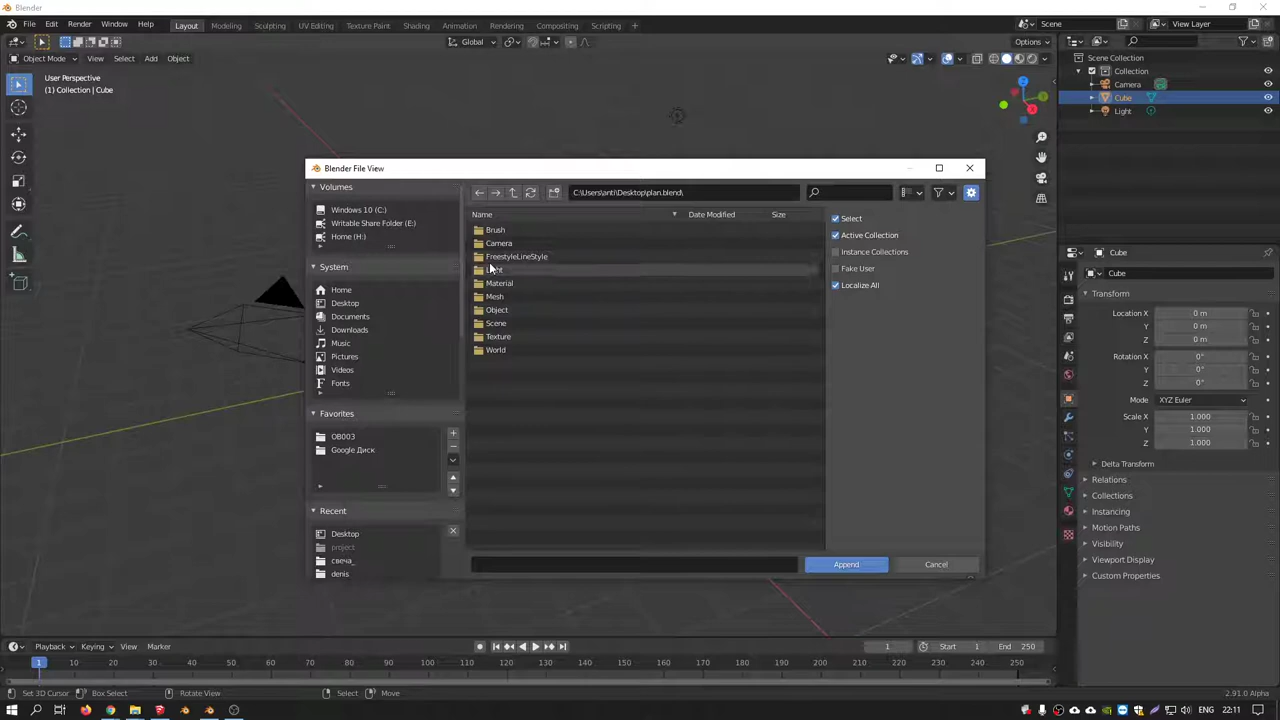 Blender
File Edit Render Window Help Layout Modeling Sculpting UV Editing Texture Paint Shading Animation Rendering Compositing Scripting + Scene View Layer
Global Options
Object Mode View Select Add Object
User Perspective
(1) Collection | Cube
Scene Collection
Collection
Camera
Cube
Light
Blender File View
Volumes
Windows 10 (C:)
Writable Share Folder (E:)
Home (H:)
System
Home
Desktop
Documents
Downloads
Music
Pictures
Videos
Fonts
Favorites
OB003
Google Диск
Recent
Desktop
project
свеча_
denis
C:\Users\anti\Desktop\plan.blend\
Name Date Modified Size
Brush
Camera
FreestyleLineStyle
Light
Material
Mesh
Object
Scene
Texture
World
Select
Active Collection
Instance Collections
Fake User
Localize All
Append Cancel
Cube
Cube
Transform
Location X 0 m
Y 0 m
Z 0 m
Rotation X 0°
Y 0°
Z 0°
Mode XYZ Euler
Scale X 1.000
Y 1.000
Z 1.000
Delta Transform
Relations
Collections
Instancing
Motion Paths
Visibility
Viewport Display
Custom Properties
Playback Keying View Marker 1 Start 1 End 250
1 10 20 30 40 50 60 70 80 90 100 110 120 130 140 150 160 170 180 190 200 210 220 230 240 250
Set 3D Cursor Box Select Rotate View Select Move 2.91.0 Alpha
ENG 22:11